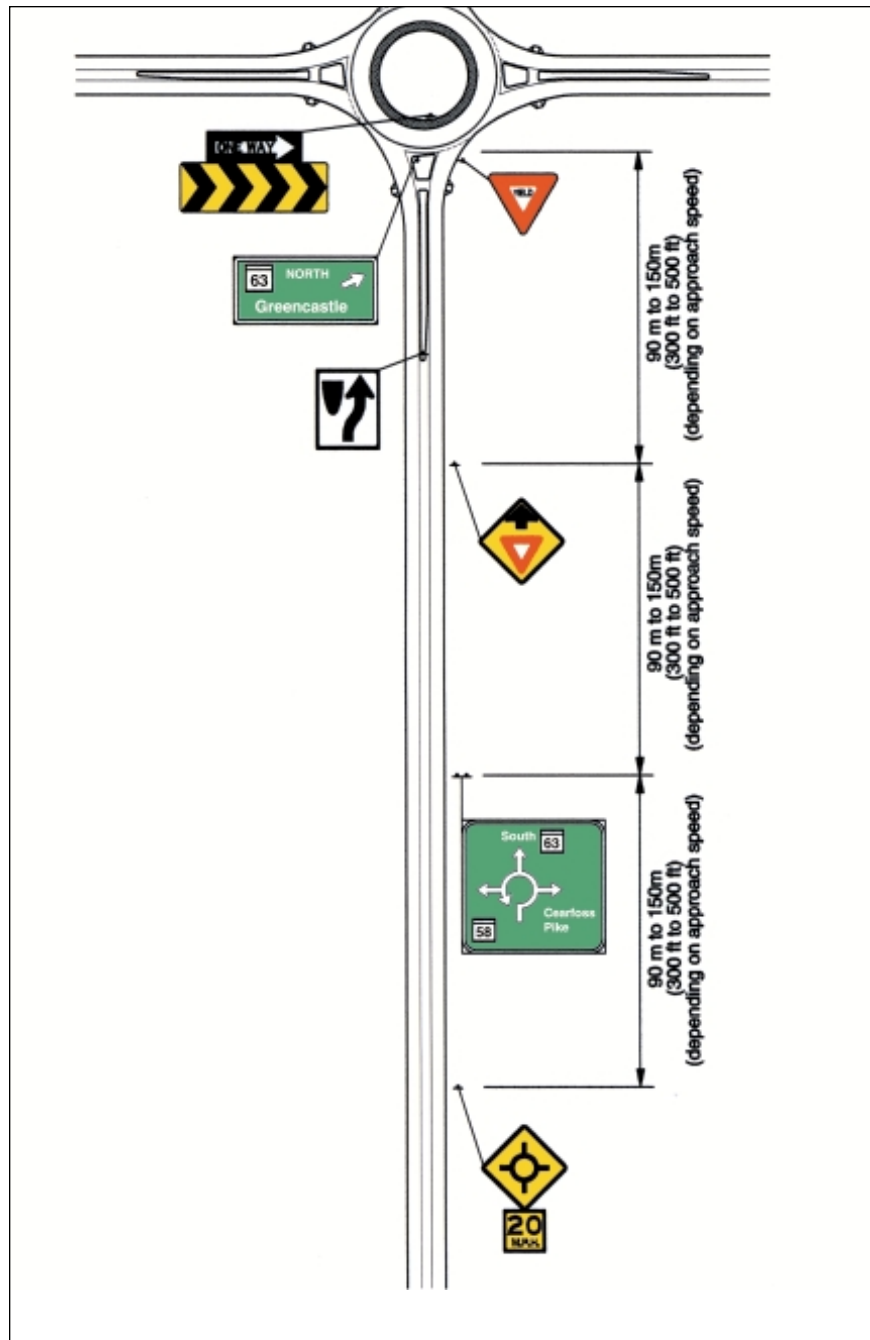 ONE WAY
YIELD
63 NORTH
Greencastle
90 m to 150m
(300 ft to 500 ft)
(depending on approach speed)
90 m to 150m
(300 ft to 500 ft)
(depending on approach speed)
South 63
Cearfoss
Pike
58
90 m to 150m
(300 ft to 500 ft)
(depending on approach speed)
20
M.P.H.